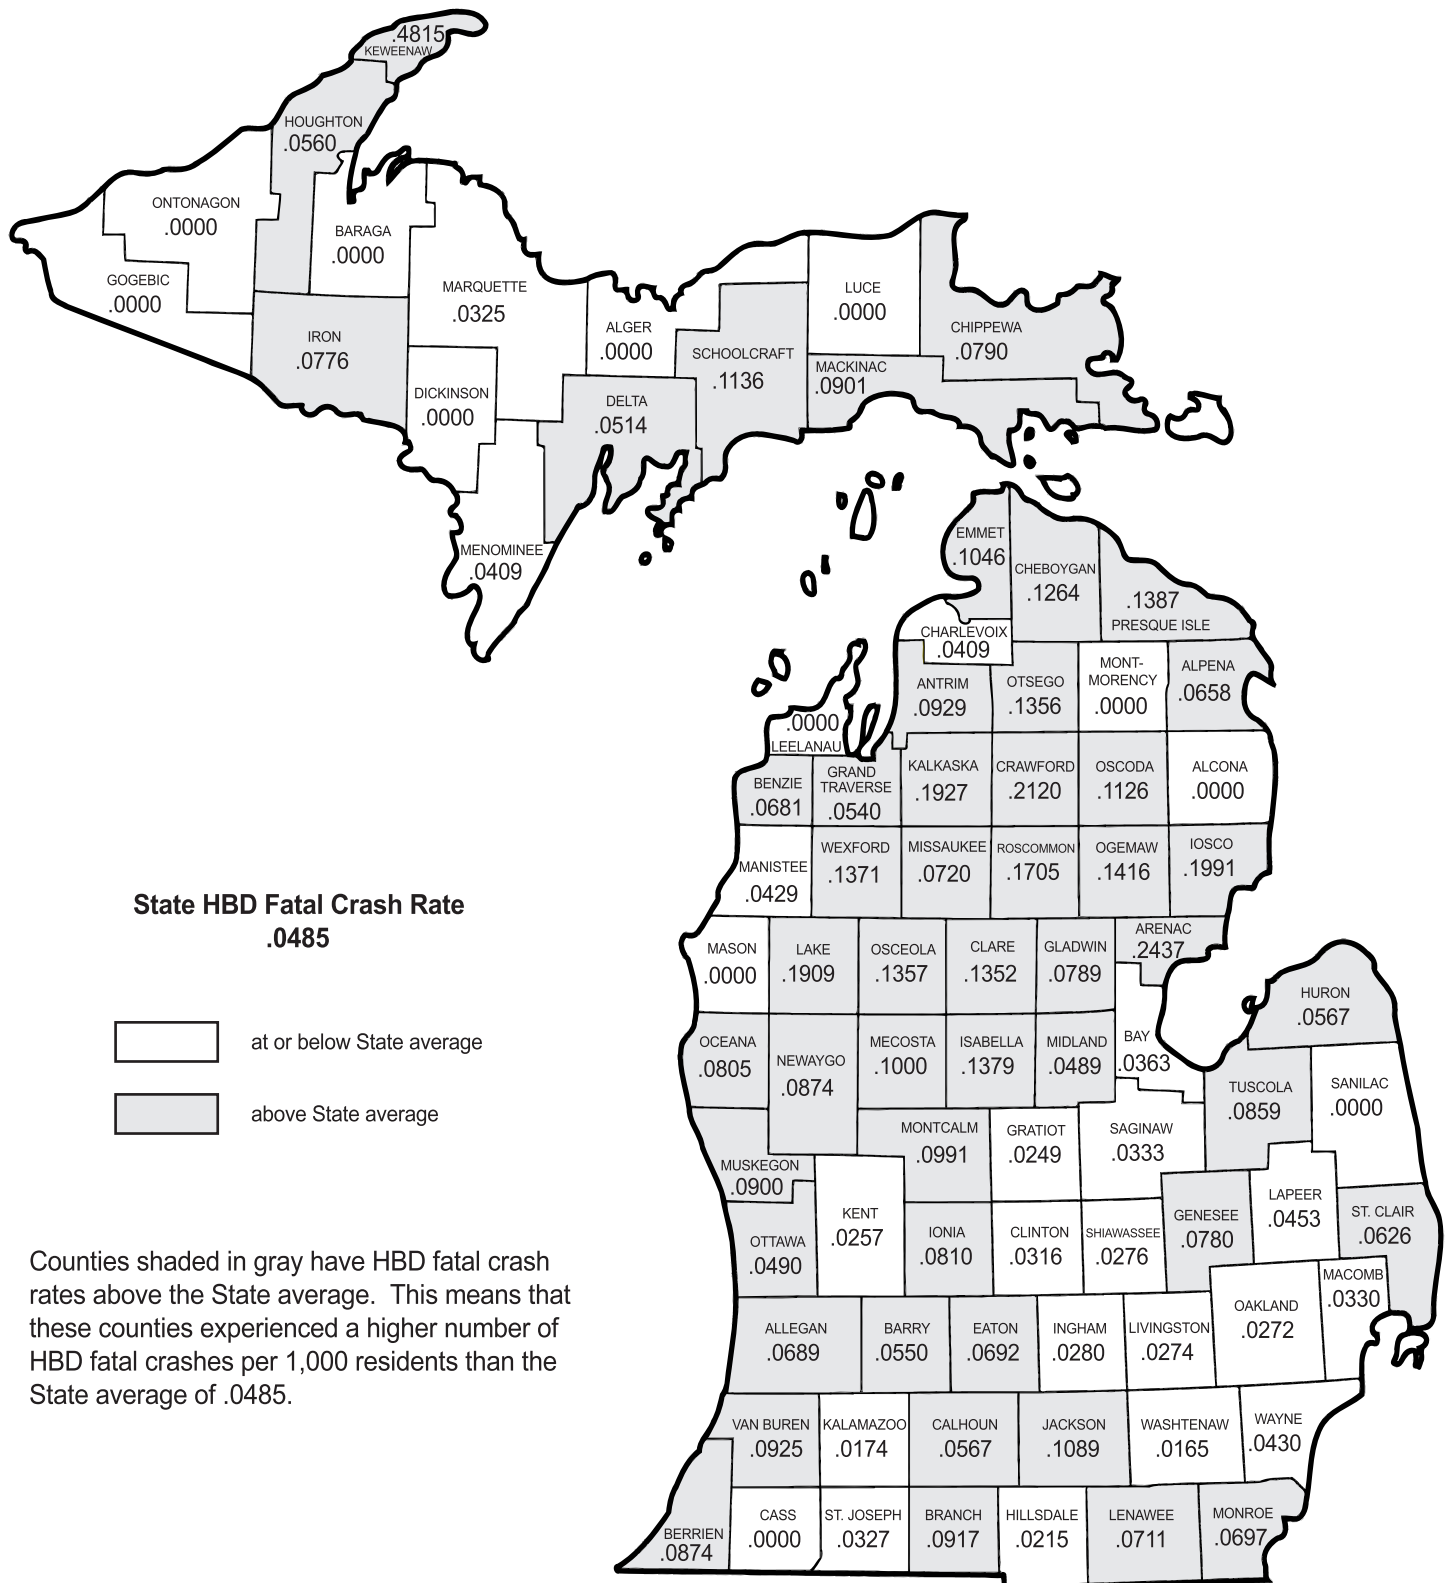 .4815
KEWEENAW
HOUGHTON
.0560
ONTONAGON
.0000
BARAGA
.0000
GOGEBIC
.0000
MARQUETTE
.0325
LUCE
.0000
IRON
.0776
ALGER
.0000
CHIPPEWA
.0790
SCHOOLCRAFT
.1136
MACKINAC
.0901
DICKINSON
.0000
DELTA
.0514
MENOMINEE
.0409
EMMET
.1046
CHEBOYGAN
.1264
.1387
PRESQUE ISLE
CHARLEVOIX
.0409
ANTRIM
.0929
OTSEGO
.1356
MONT-
MORENCY
.0000
ALPENA
.0658
.0000
LEELANAU
BENZIE
.0681
GRAND
TRAVERSE
.0540
KALKASKA
.1927
CRAWFORD
.2120
OSCODA
.1126
ALCONA
.0000
MANISTEE
.0429
WEXFORD
.1371
MISSAUKEE
.0720
ROSCOMMON
.1705
OGEMAW
.1416
IOSCO
.1991
State HBD Fatal Crash Rate
.0485
MASON
.0000
LAKE
.1909
OSCEOLA
.1357
CLARE
.1352
GLADWIN
.0789
ARENAC
.2437
HURON
.0567
at or below State average
above State average
OCEANA
.0805
NEWAYGO
.0874
MECOSTA
.1000
ISABELLA
.1379
MIDLAND
.0489
BAY
.0363
TUSCOLA
.0859
SANILAC
.0000
MUSKEGON
.0900
MONTCALM
.0991
GRATIOT
.0249
SAGINAW
.0333
OTTAWA
.0490
KENT
.0257
IONIA
.0810
CLINTON
.0316
SHIAWASSEE
.0276
GENESEE
.0780
LAPEER
.0453
ST. CLAIR
.0626
Counties shaded in gray have HBD fatal crash
rates above the State average.  This means that
these counties experienced a higher number of
HBD fatal crashes per 1,000 residents than the
State average of .0485.
ALLEGAN
.0689
BARRY
.0550
EATON
.0692
INGHAM
.0280
LIVINGSTON
.0274
OAKLAND
.0272
MACOMB
.0330
VAN BUREN
.0925
KALAMAZOO
.0174
CALHOUN
.0567
JACKSON
.1089
WASHTENAW
.0165
WAYNE
.0430
BERRIEN
.0874
CASS
.0000
ST. JOSEPH
.0327
BRANCH
.0917
HILLSDALE
.0215
LENAWEE
.0711
MONROE
.0697